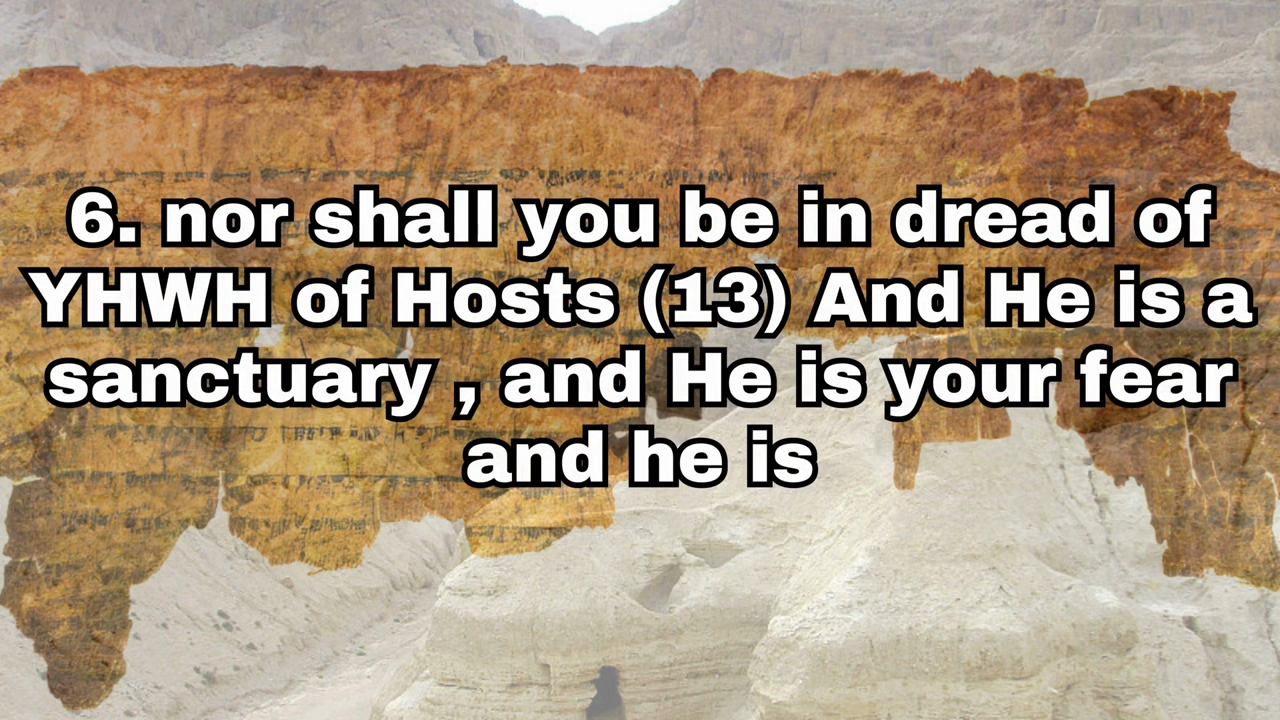 6. nor shall you be in dread of
YHWH of Hosts (13) And He is a
sanctuary , and He is your fear
and he is